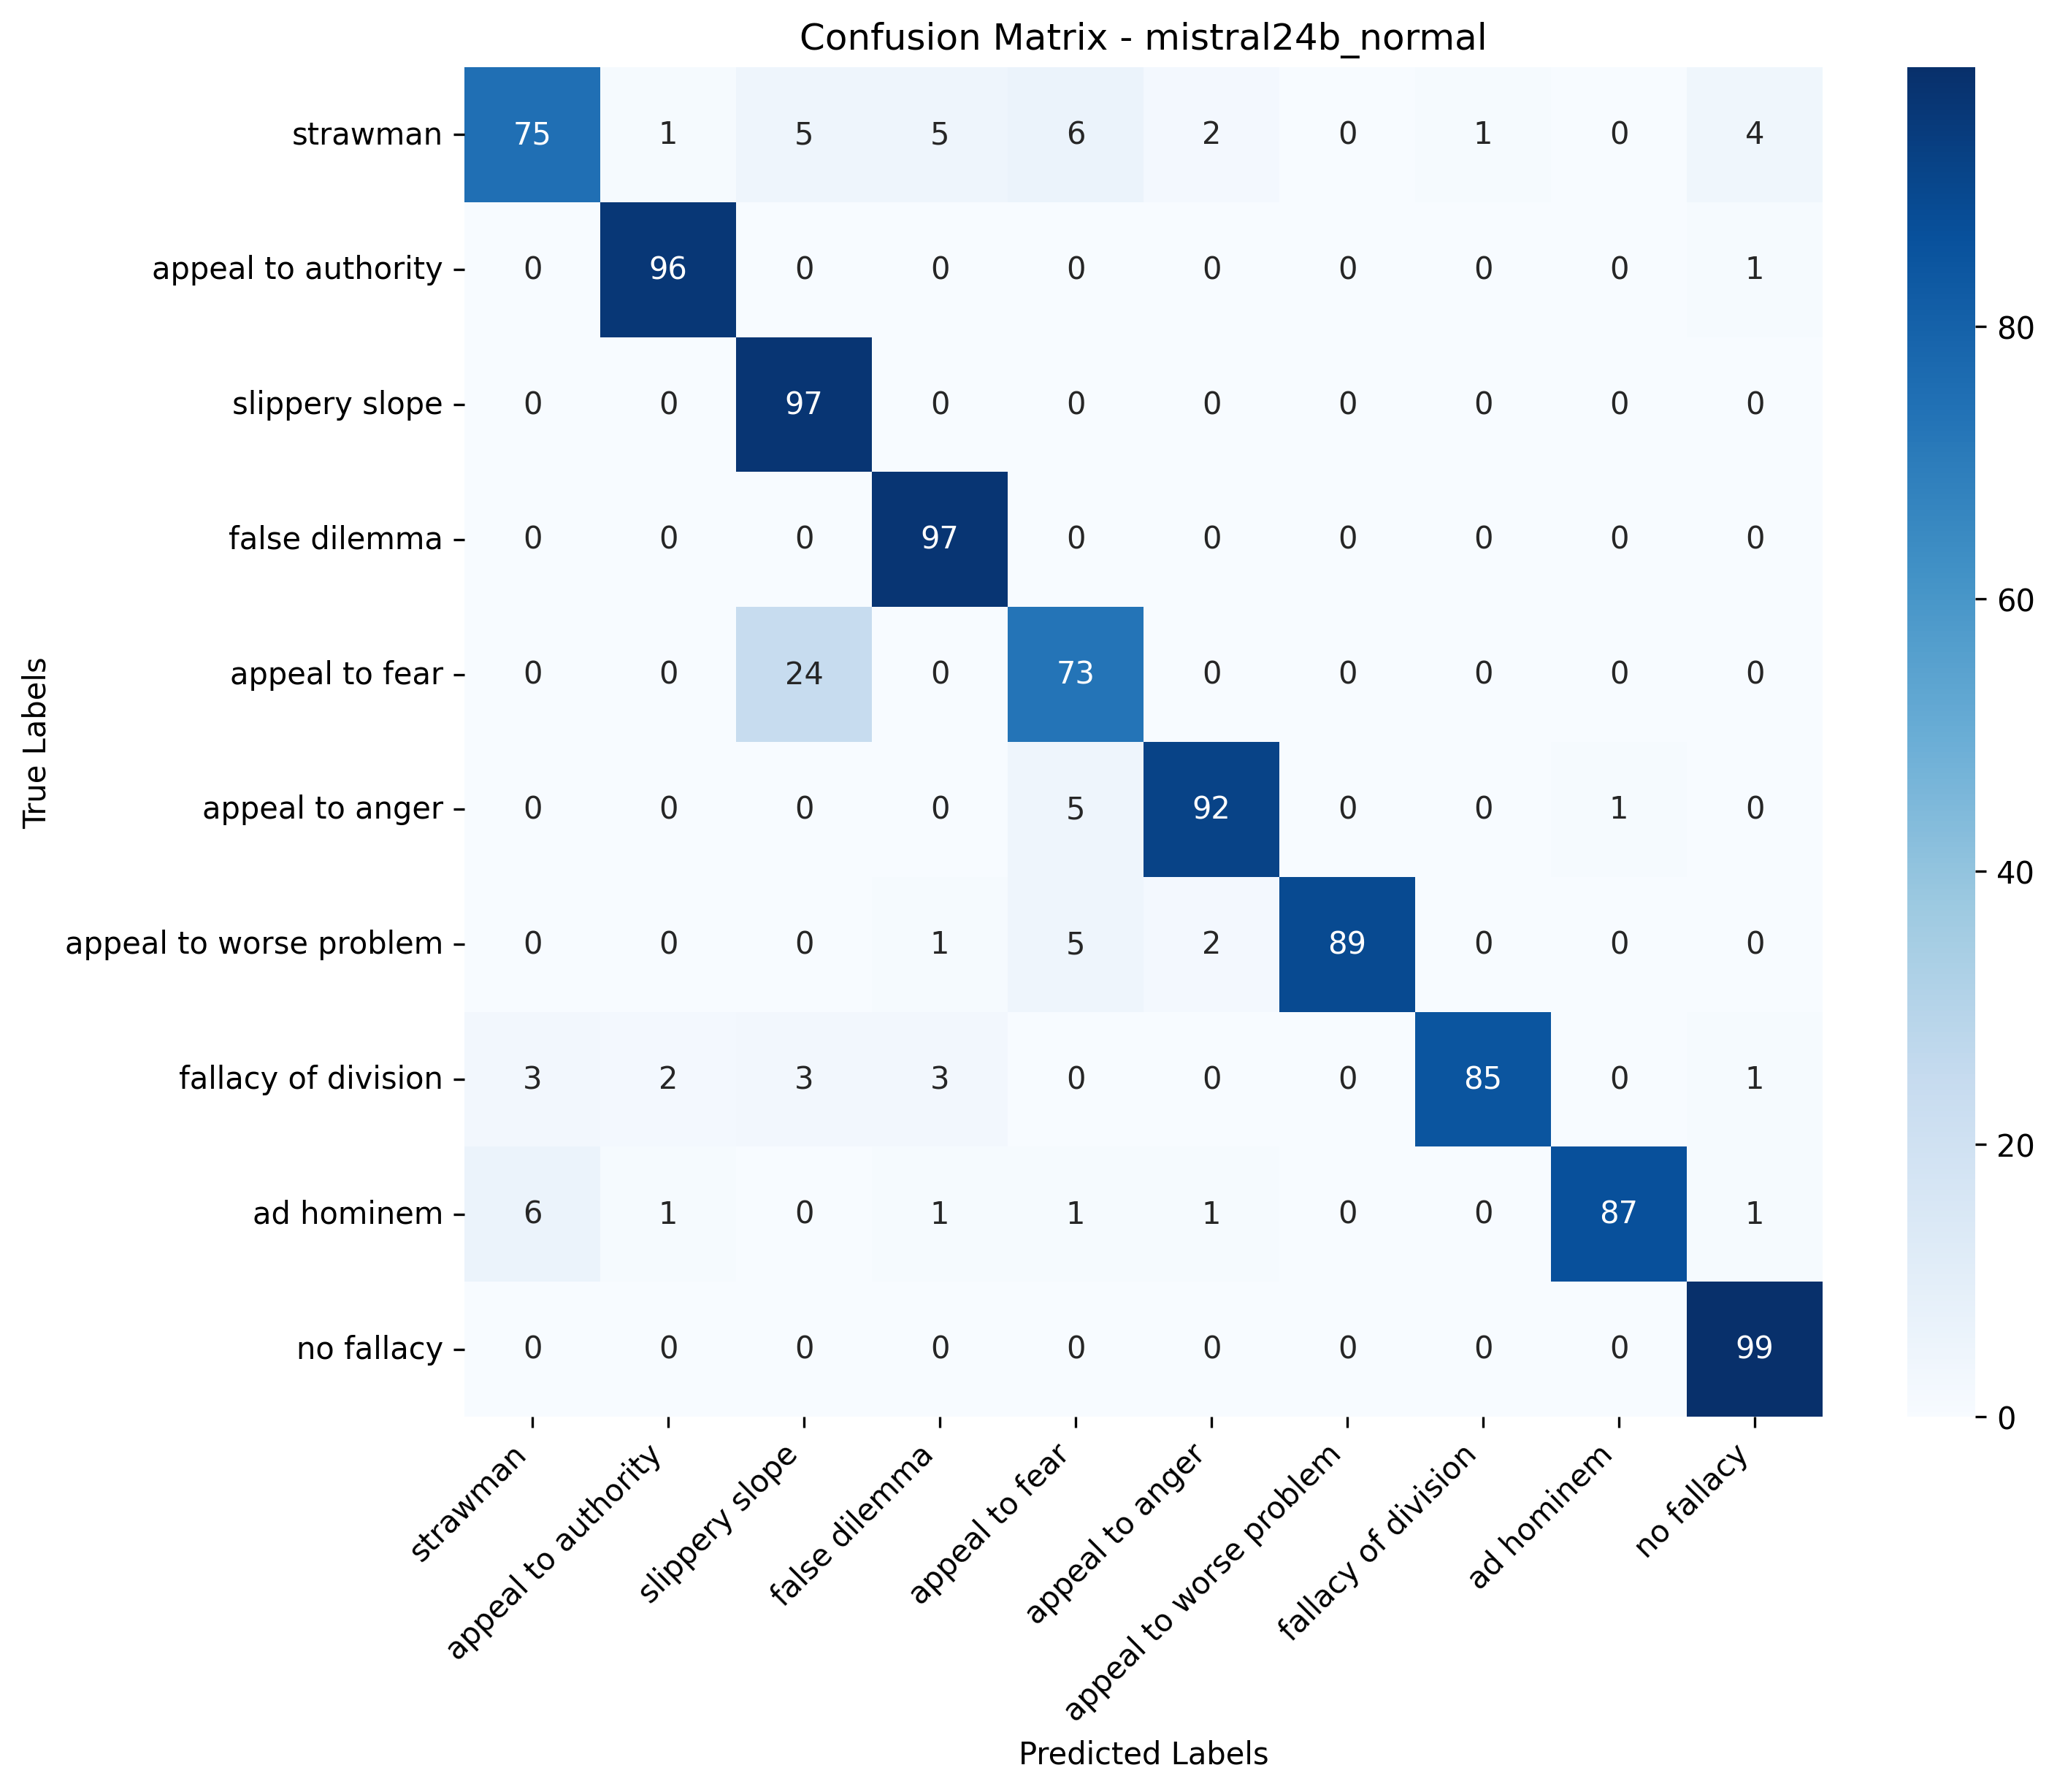 Confusion Matrix - mistral24b_normal
True Labels
strawman 75 1 5 5 6 2 0 1 0 4
appeal to authority 0 96 0 0 0 0 0 0 0 1
slippery slope 0 0 97 0 0 0 0 0 0 0
false dilemma 0 0 0 97 0 0 0 0 0 0
appeal to fear 0 0 24 0 73 0 0 0 0 0
appeal to anger 0 0 0 0 5 92 0 0 1 0
appeal to worse problem 0 0 0 1 5 2 89 0 0 0
fallacy of division 3 2 3 3 0 0 0 85 0 1
ad hominem 6 1 0 1 1 1 0 0 87 1
no fallacy 0 0 0 0 0 0 0 0 0 99
strawman
appeal to authority
slippery slope
false dilemma
appeal to fear
appeal to anger
appeal to worse problem
fallacy of division
ad hominem
no fallacy
Predicted Labels
80
60
40
20
0